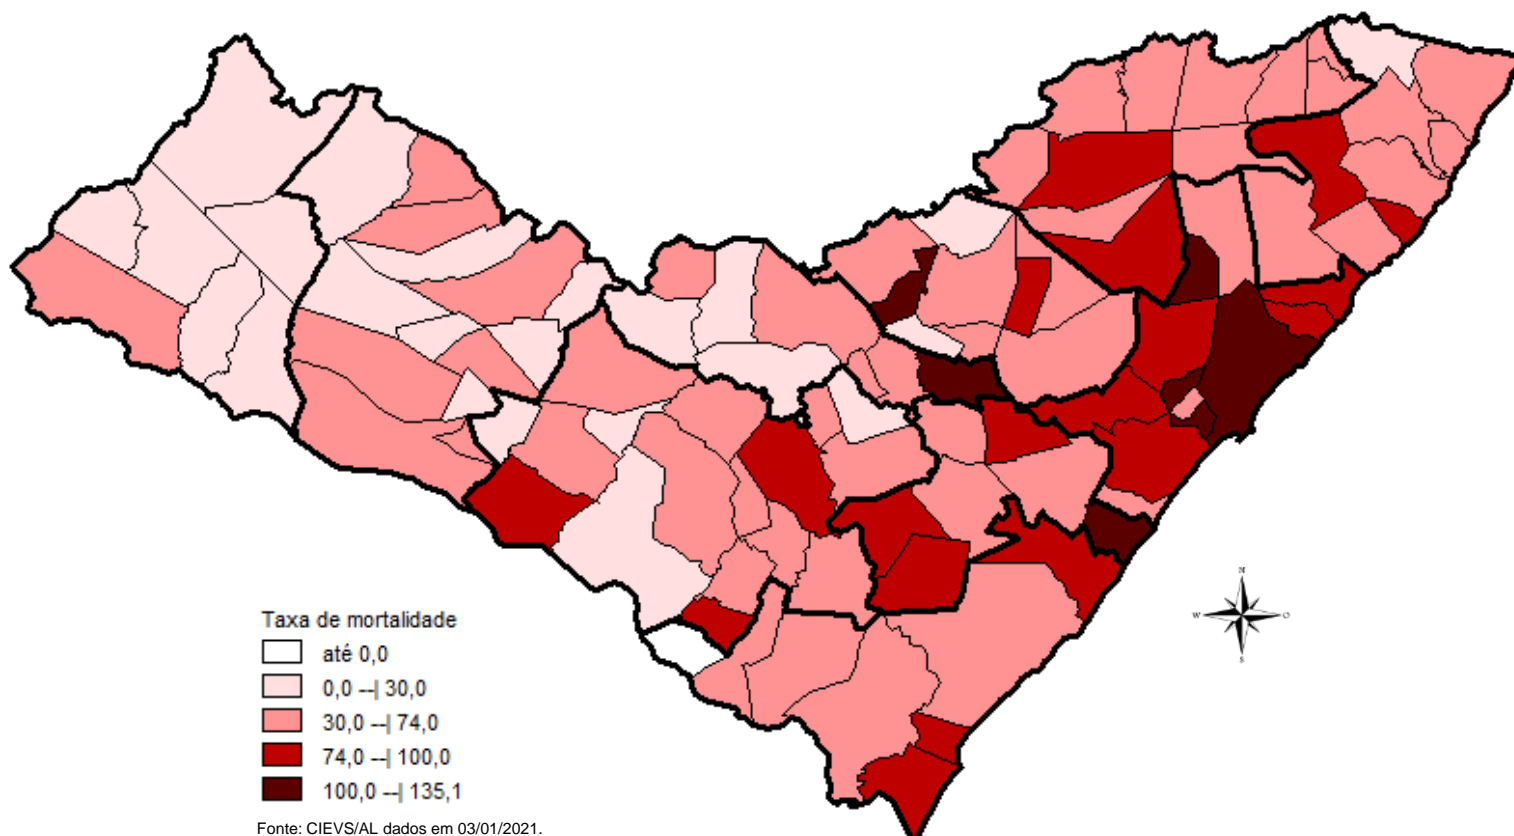 N
W
O
S
Taxa de mortalidade
até 0,0
0,0 --| 30,0
30,0 --| 74,0
74,0 --| 100,0
100,0 --| 135,1
Fonte: CIEVS/AL dados em 03/01/2021.